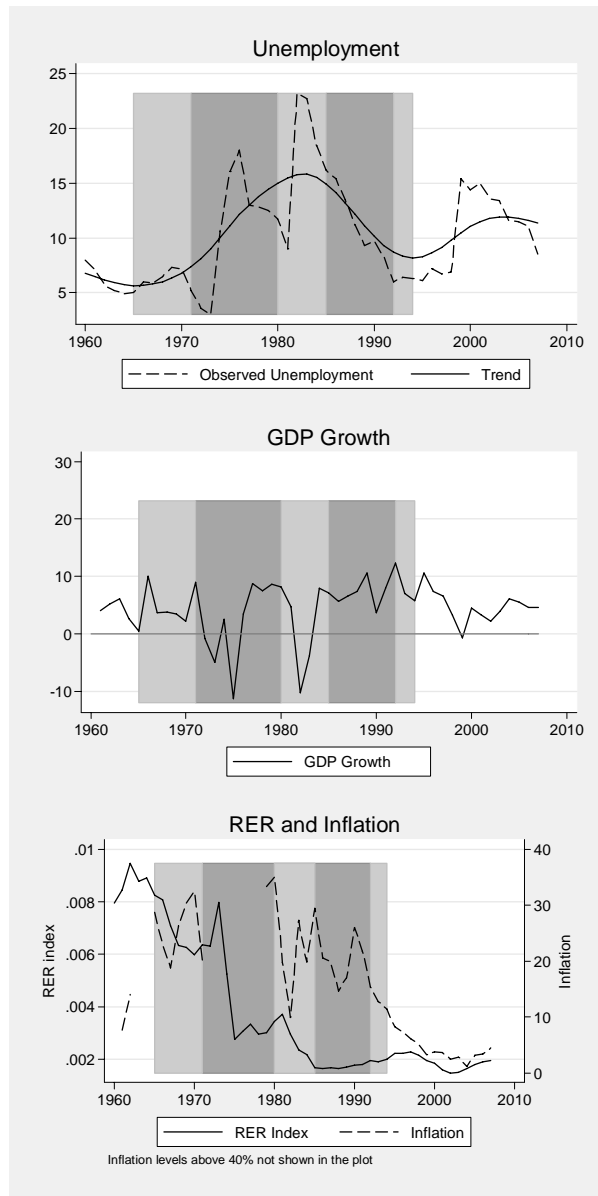 Unemployment
25
20
15
10
5
1960 1970 1980 1990 2000 2010
Observed Unemployment Trend
GDP Growth
30
20
10
0
-10
1960 1970 1980 1990 2000 2010
GDP Growth
RER and Inflation
.01 40
.008 30
.006 20
.004 10
.002 0
RER index
Inflation
1960 1970 1980 1990 2000 2010
RER Index Inflation
Inflation levels above 40% not shown in the plot